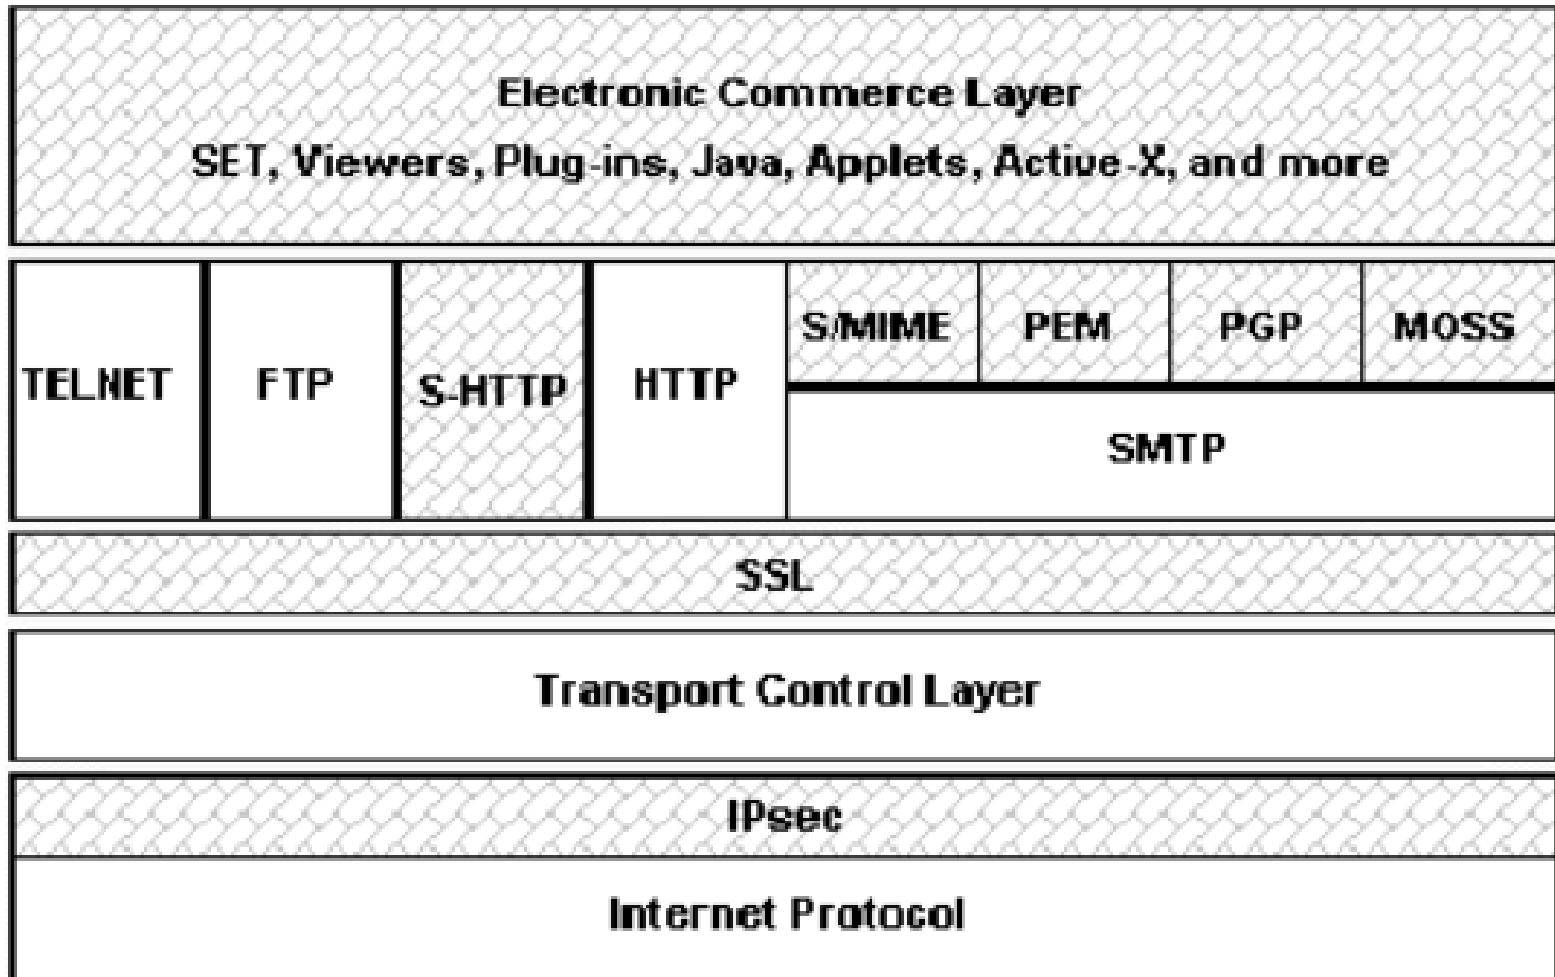 Electronic Commerce Layer
SET, Viewers, Plug-ins, Java, Applets, Active-X, and more
TELNET
FTP
S-HTTP
HTTP
S/MIME
PEM
PGP
MOSS
SMTP
SSL
Transport Control Layer
IPsec
Internet Protocol